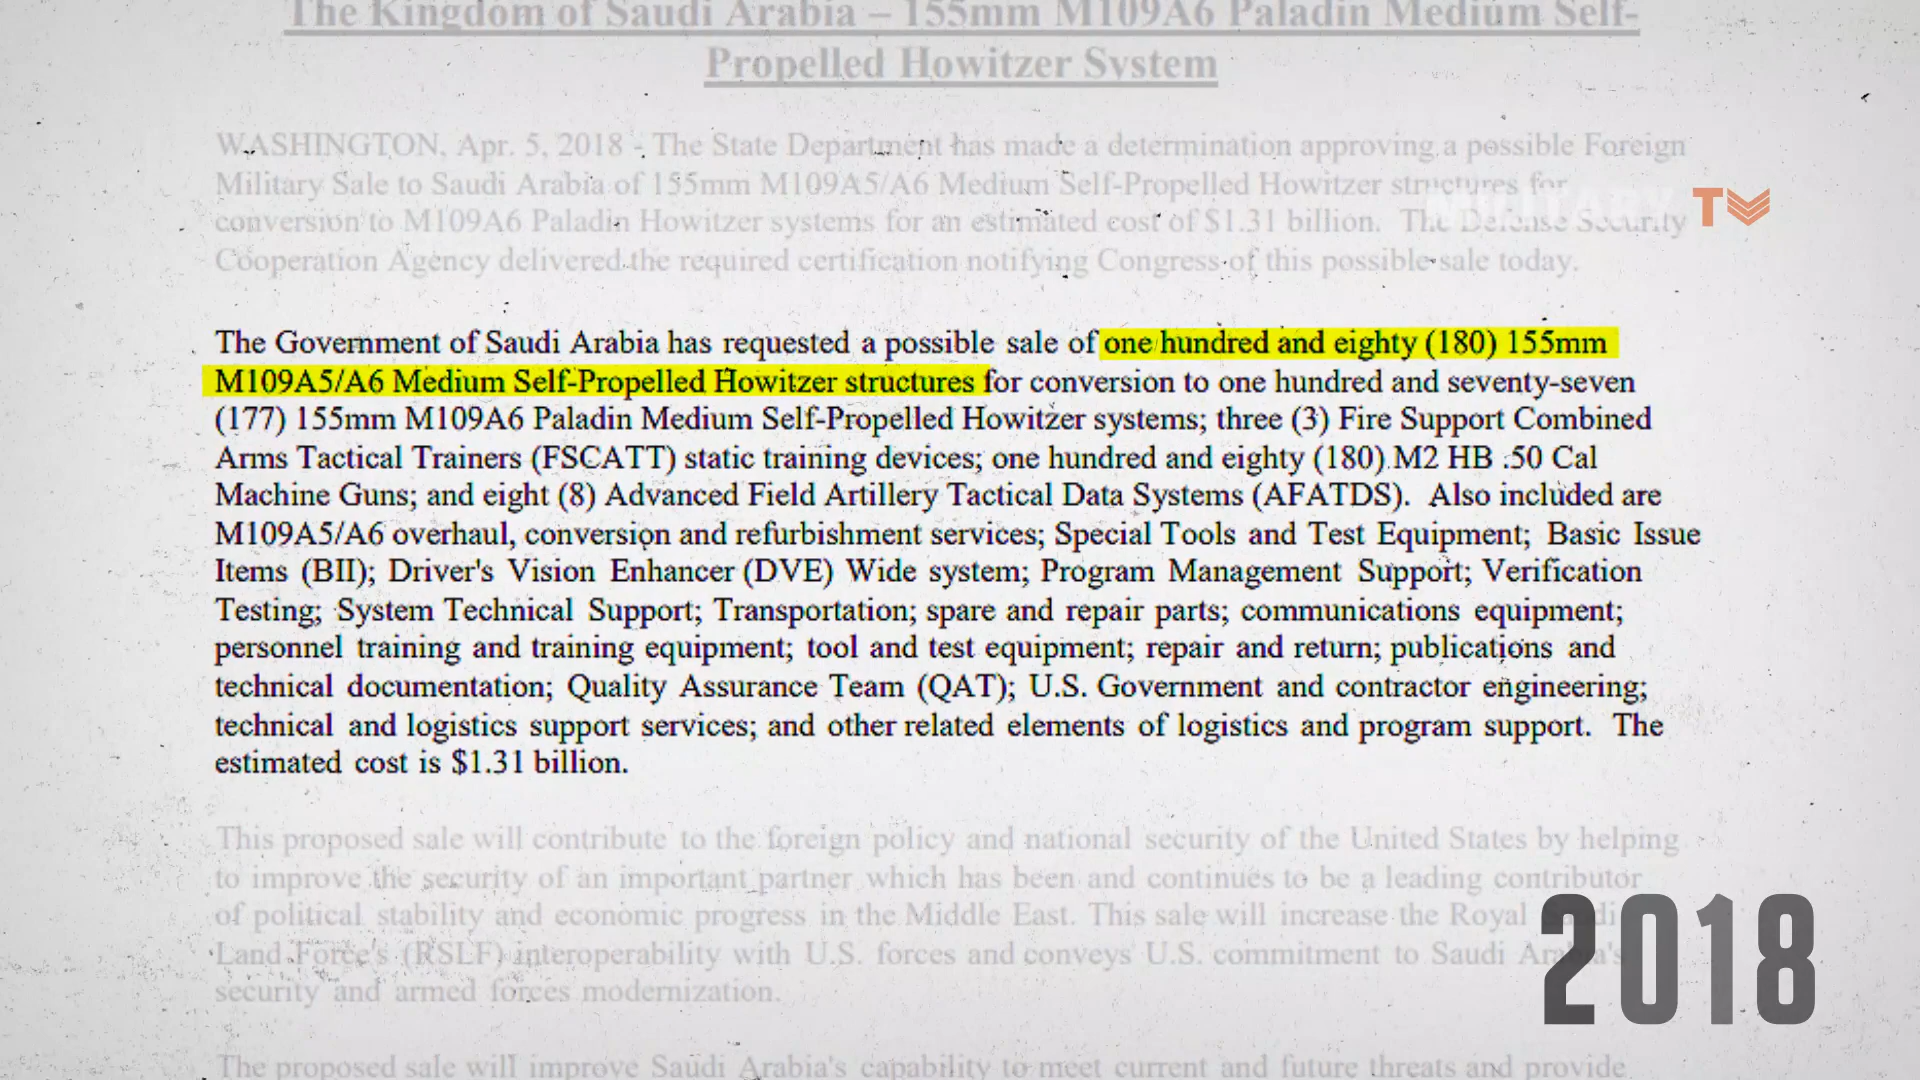 The Kingdom of Saudi Arabia – 155mm M109A6 Paladin Medium Self-
Propelled Howitzer System
WASHINGTON, Apr. 5, 2018 - The State Department has made a determination approving a possible Foreign
Military Sale to Saudi Arabia of 155mm M109A5/A6 Medium Self-Propelled Howitzer structures for
MILITARY TV
conversion to M109A6 Paladin Howitzer systems for an estimated cost of $1.31 billion. The Defense Security
Cooperation Agency delivered the required certification notifying Congress of this possible sale today.
The Government of Saudi Arabia has requested a possible sale of one hundred and eighty (180) 155mm
M109A5/A6 Medium Self-Propelled Howitzer structures for conversion to one hundred and seventy-seven
(177) 155mm M109A6 Paladin Medium Self-Propelled Howitzer systems; three (3) Fire Support Combined
Arms Tactical Trainers (FSCATT) static training devices; one hundred and eighty (180) M2 HB .50 Cal
Machine Guns; and eight (8) Advanced Field Artillery Tactical Data Systems (AFATDS). Also included are
M109A5/A6 overhaul, conversion and refurbishment services; Special Tools and Test Equipment; Basic Issue
Items (BII); Driver's Vision Enhancer (DVE) Wide system; Program Management Support; Verification
Testing; System Technical Support; Transportation; spare and repair parts; communications equipment;
personnel training and training equipment; tool and test equipment; repair and return; publications and
technical documentation; Quality Assurance Team (QAT); U.S. Government and contractor engineering;
technical and logistics support services; and other related elements of logistics and program support. The
estimated cost is $1.31 billion.
This proposed sale will contribute to the foreign policy and national security of the United States by helping
to improve the security of an important partner which has been and continues to be a leading contributor
of political stability and economic progress in the Middle East. This sale will increase the Royal Saudi
Land Force's (RSLF) interoperability with U.S. forces and conveys U.S. commitment to Saudi Arabia's
security and armed forces modernization.
2018
The proposed sale will improve Saudi Arabia's capability to meet current and future threats and provide